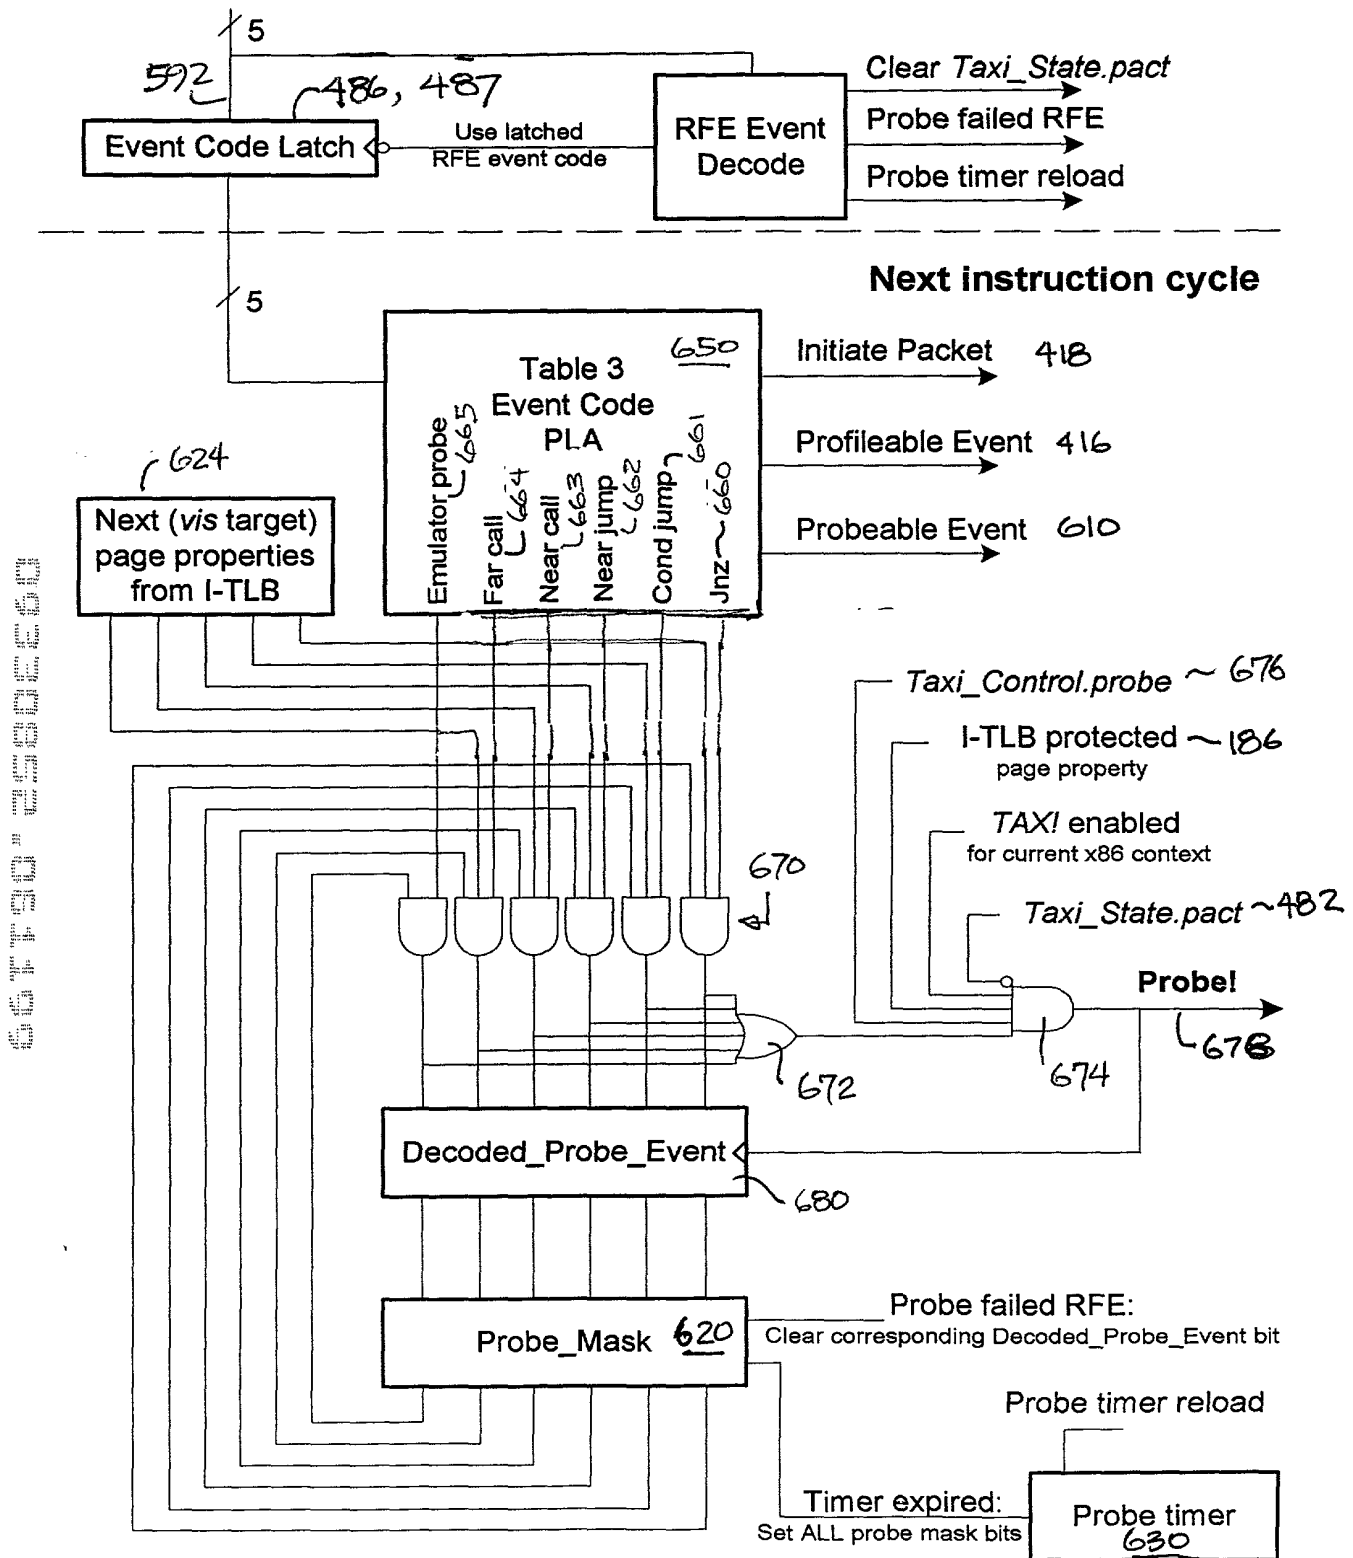 5
592
486, 487
Event Code Latch
Use latched
RFE event code
RFE Event
Decode
Clear Taxi_State.pact
Probe failed RFE
Probe timer reload
Next instruction cycle
5
Table 3
Event Code
PLA
650
Emulator probe
665
Far call
664
Near call
663
Near jump
662
Cond jump
661
Jnz
660
Initiate Packet 418
Profileable Event 416
Probeable Event 610
624
Next (vis target)
page properties
from I-TLB
Taxi_Control.probe 676
I-TLB protected 186
page property
TAX! enabled
for current x86 context
Taxi_State.pact 482
670
Probe!
678
674
672
Decoded_Probe_Event
680
Probe_Mask 620
Probe failed RFE:
Clear corresponding Decoded_Probe_Event bit
Probe timer reload
Timer expired:
Set ALL probe mask bits
Probe timer
630